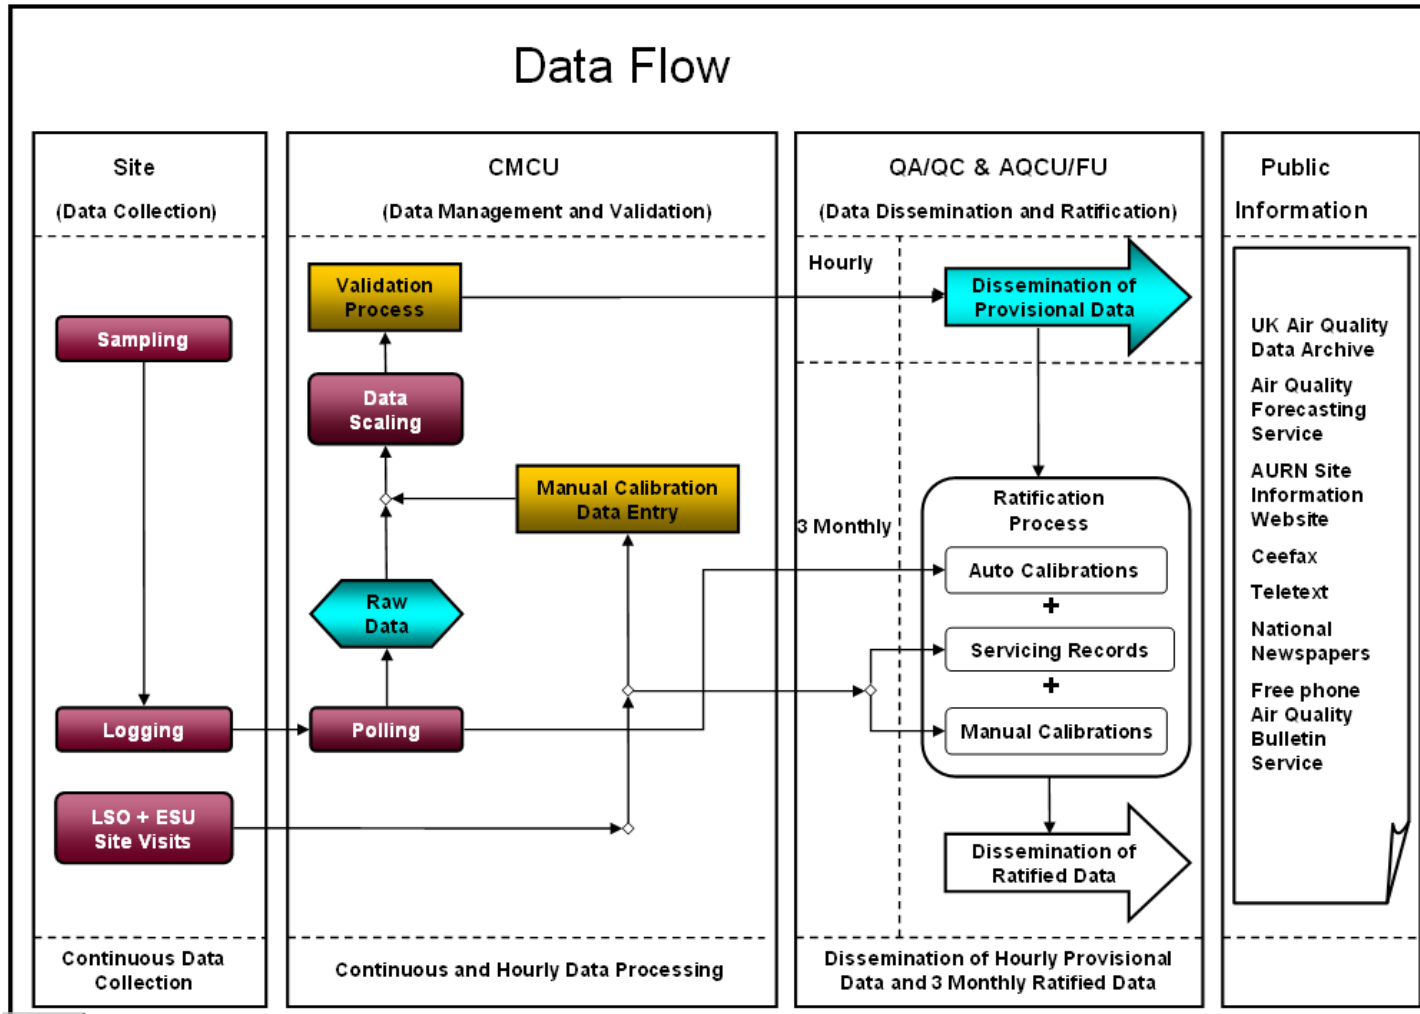 Data Flow
Site
(Data Collection)
Sampling
Logging
LSO + ESU
Site Visits
Continuous Data
Collection
CMCU
(Data Management and Validation)
Validation
Process
Data
Scaling
Manual Calibration
Data Entry
Raw
Data
Polling
Continuous and Hourly Data Processing
QA/QC & AQCU/FU
(Data Dissemination and Ratification)
Hourly
Dissemination of
Provisional Data
3 Monthly
Ratification
Process
Auto Calibrations
+
Servicing Records
+
Manual Calibrations
Dissemination of
Ratified Data
Dissemination of Hourly Provisional
Data and 3 Monthly Ratified Data
Public
Information
UK Air Quality
Data Archive
Air Quality
Forecasting
Service
AURN Site
Information
Website
Ceefax
Teletext
National
Newspapers
Free phone
Air Quality
Bulletin
Service